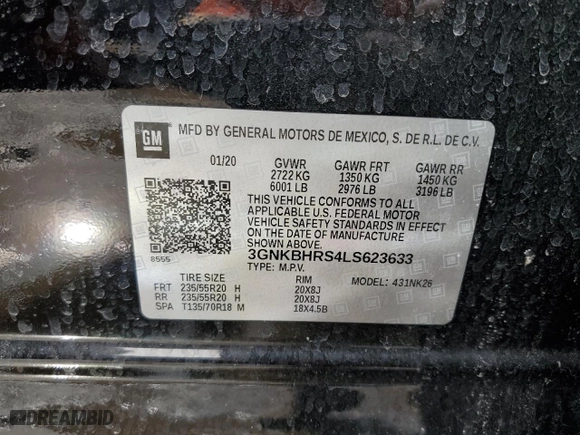 GM MFD BY GENERAL MOTORS DE MEXICO, S. DE R.L. DE C.V.
01/20 GVWR GAWR FRT GAWR RR
2722 KG 1350 KG 1450 KG
6001 LB 2976 LB 3196 LB
THIS VEHICLE CONFORMS TO ALL
APPLICABLE U.S. FEDERAL MOTOR
VEHICLE SAFETY STANDARDS IN EFFECT
ON THE DATE OF MANUFACTURE SHOWN ABOVE.
3GNKBHRS4LS623633
8555 TYPE: M.P.V.
TIRE SIZE RIM MODEL: 431NK26
FRT 235/55R20 H 20X8J
RR 235/55R20 H 20X8J
SPA T135/70R18 M 18X4.5B
DREAMBID